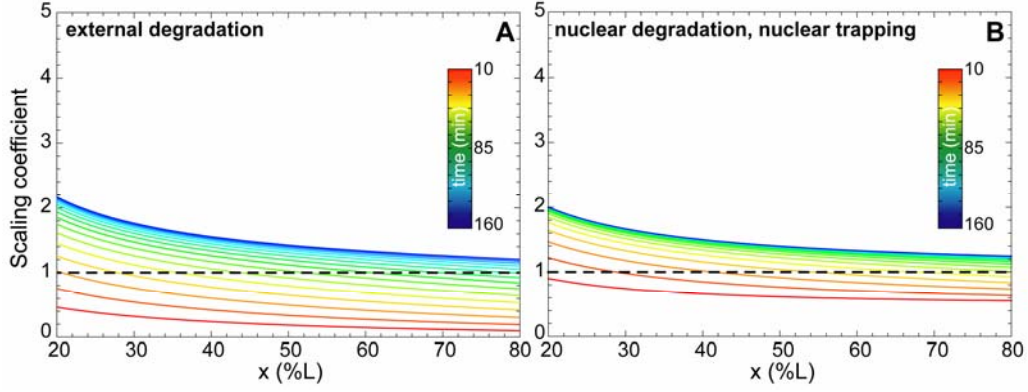 external degradation A
nuclear degradation, nuclear trapping B
Scaling coefficient
5
4
3
2
1
0
20 30 40 50 60 70 80
x (%L)
time (min)
10
85
160
5
4
3
2
1
0
20 30 40 50 60 70 80
x (%L)
time (min)
10
85
160